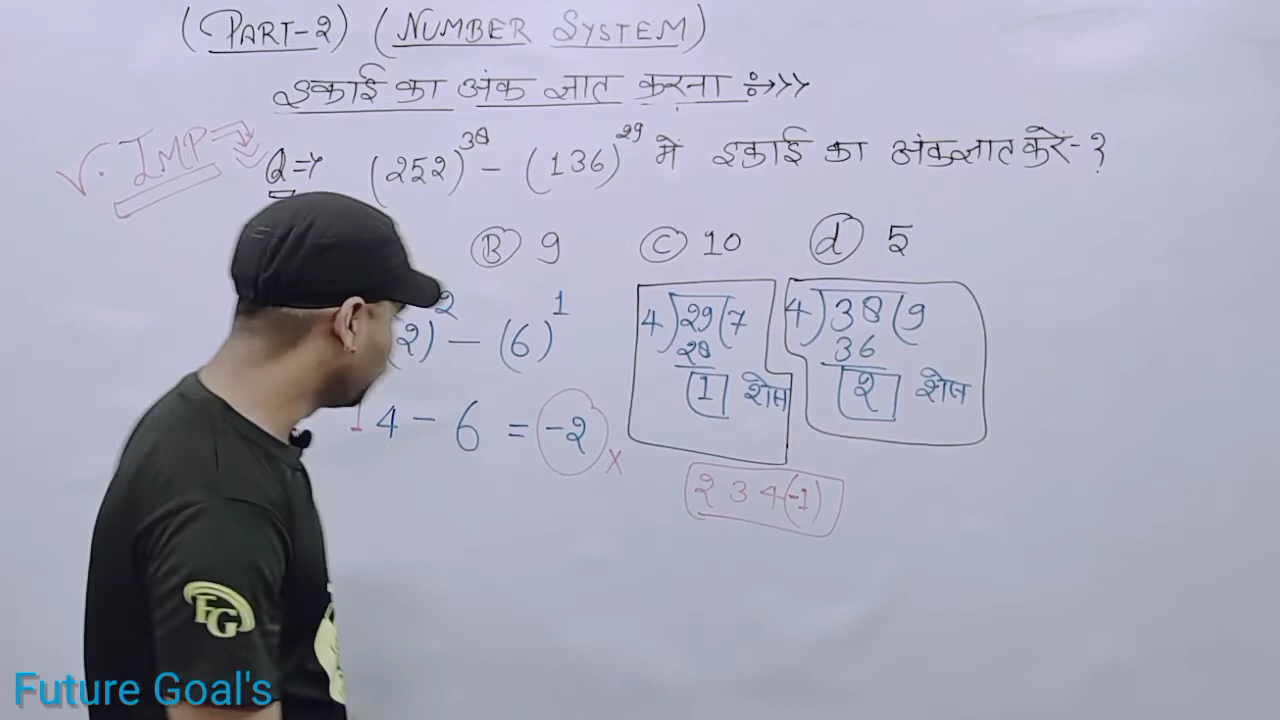 (PART-2) (NUMBER SYSTEM)
इकाई का अंक ज्ञात करना :->>>
V. IMP
Q => (252)^38 - (136)^29 में इकाई का अंक ज्ञात करें - ?
B 9 C 10 d 5
2) ^2 - (6)^1
4 - 6 = -2 x
4) 29 (7
28
1 शेष
4) 38 (9
36
2 शेष
2 3 4 (-1)
FG
Future Goal's